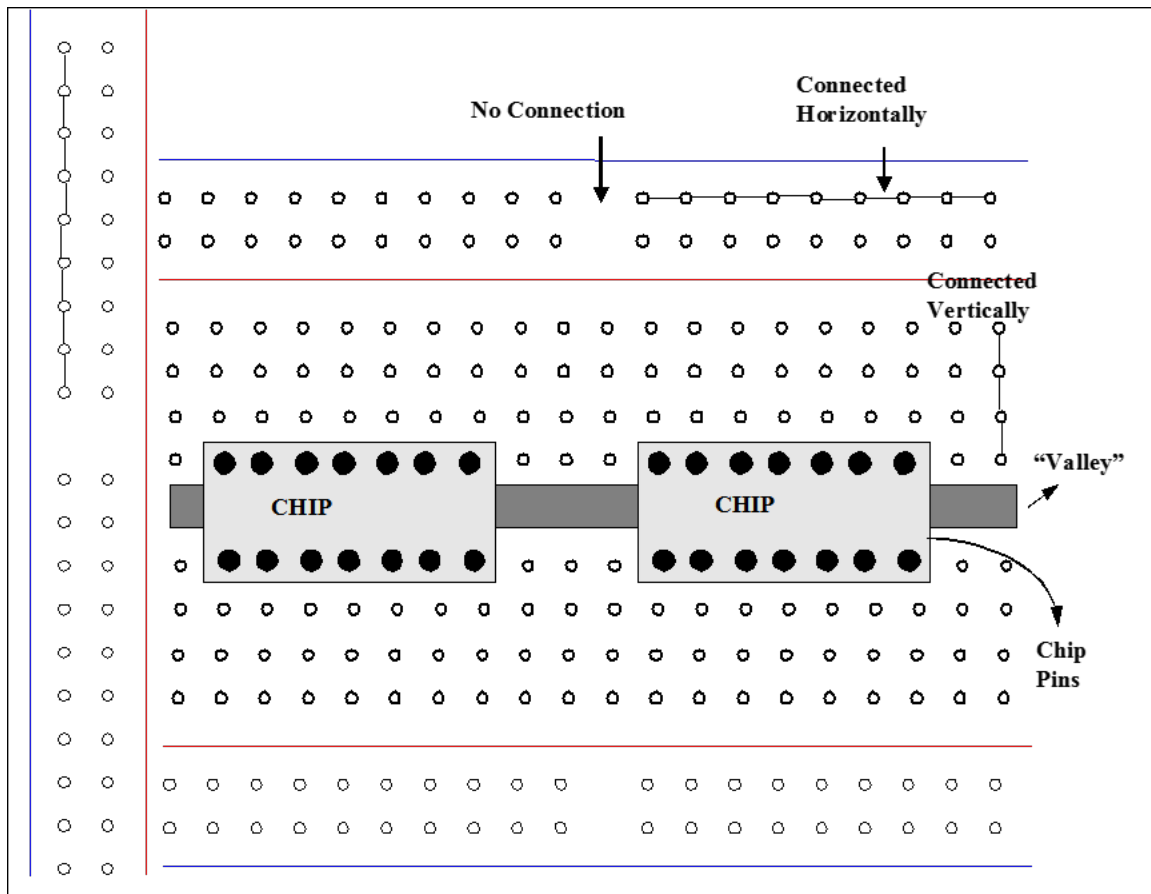 Connected
Horizontally
No Connection
Connected
Vertically
“Valley”
CHIP
CHIP
Chip
Pins